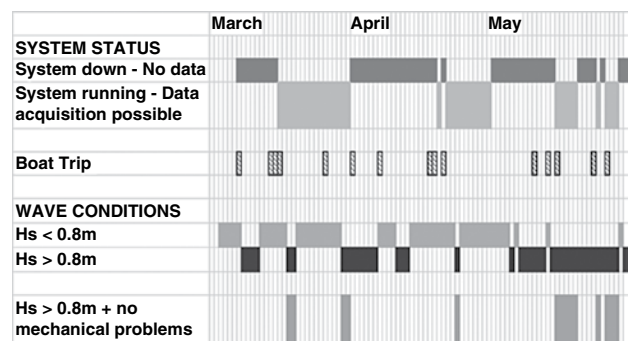 March April May
SYSTEM STATUS
System down - No data
System running - Data
acquisition possible
Boat Trip
WAVE CONDITIONS
Hs < 0.8m
Hs > 0.8m
Hs > 0.8m + no
mechanical problems